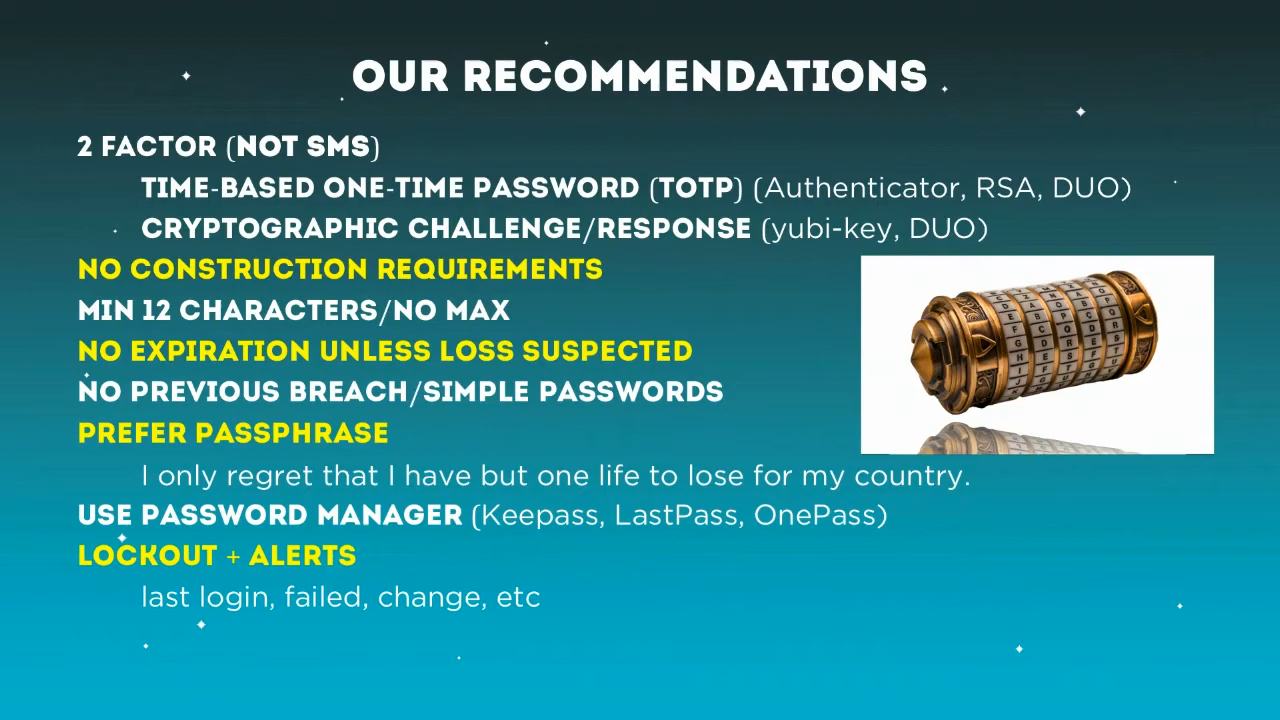 OUR RECOMMENDATIONS
2 FACTOR (NOT SMS)
TIME-BASED ONE-TIME PASSWORD (TOTP) (Authenticator, RSA, DUO)
CRYPTOGRAPHIC CHALLENGE/RESPONSE (yubi-key, DUO)
NO CONSTRUCTION REQUIREMENTS
MIN 12 CHARACTERS/NO MAX
NO EXPIRATION UNLESS LOSS SUSPECTED
NO PREVIOUS BREACH/SIMPLE PASSWORDS
PREFER PASSPHRASE
I only regret that I have but one life to lose for my country.
USE PASSWORD MANAGER (Keepass, LastPass, OnePass)
LOCKOUT + ALERTS
last login, failed, change, etc